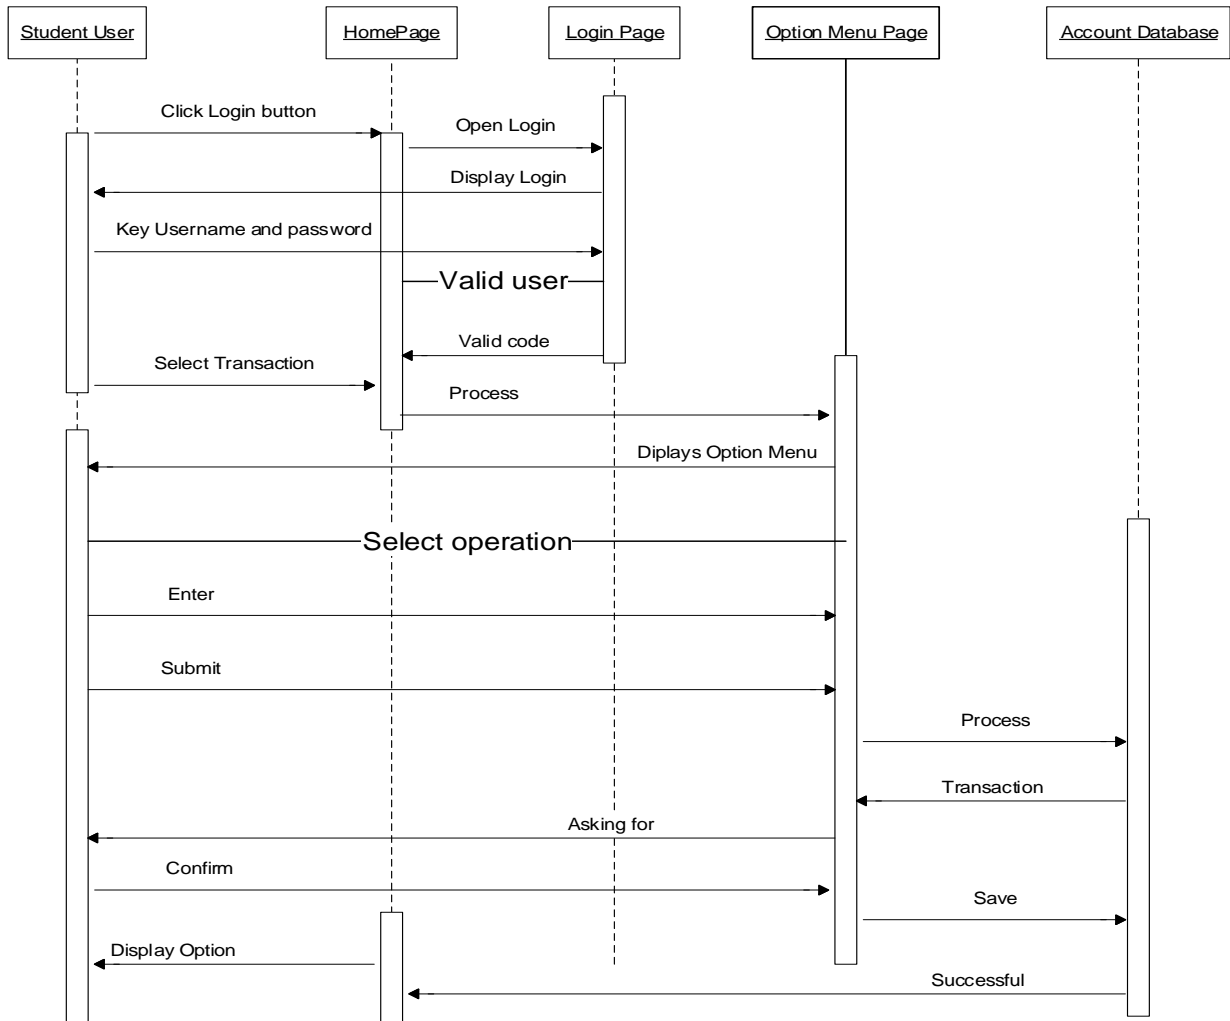 Student User
HomePage
Login Page
Option Menu Page
Account Database
Click Login button
Open Login
Display Login
Key Username and password
Valid user
Valid code
Select Transaction
Process
Diplays Option Menu
Select operation
Enter
Submit
Process
Transaction
Asking for
Confirm
Save
Display Option
Successful